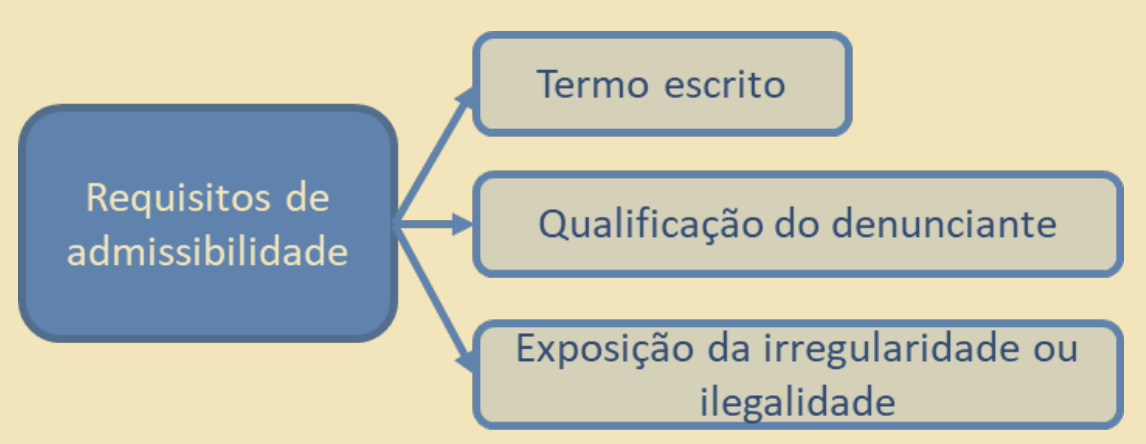 Requisitos de
admissibilidade
Termo escrito
Qualificação do denunciante
Exposição da irregularidade ou
ilegalidade